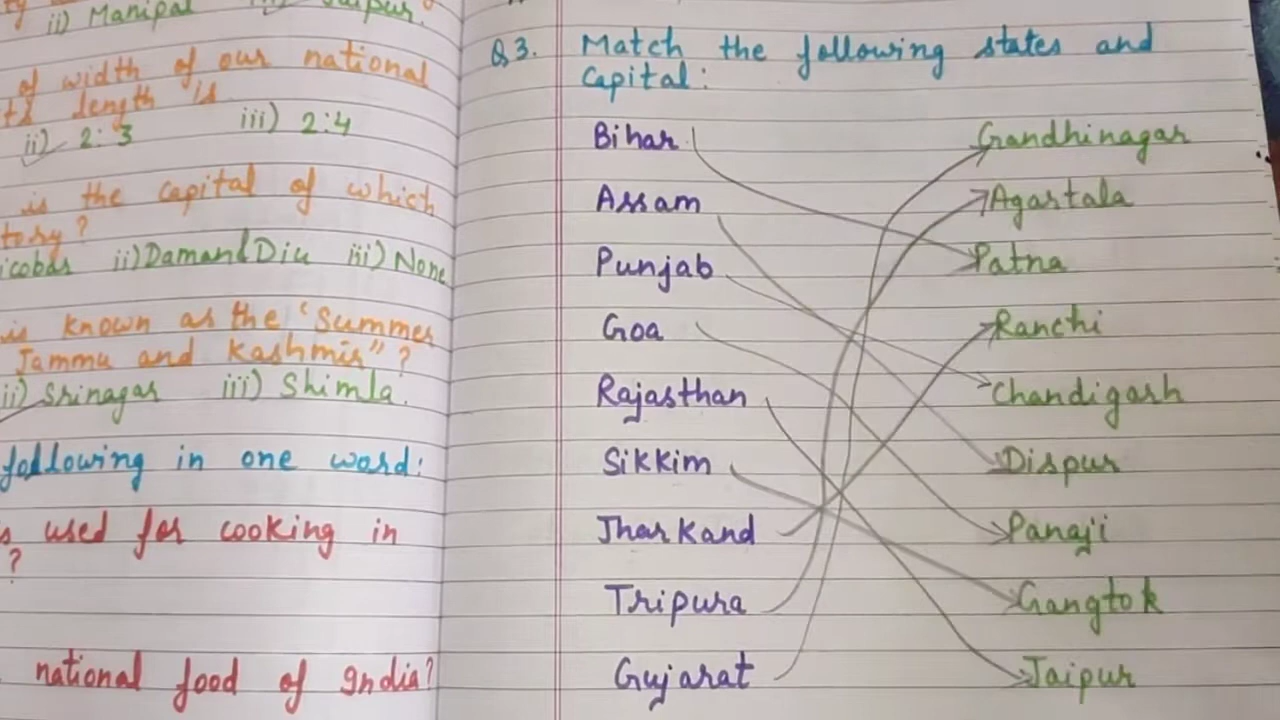 ii) Manipal iii) Jaipur.
of width of our national
length is
ii) 2:3 iii) 2:4
is the capital of which
tory?
icobar ii) Daman & Diu iii) None
is known as the "Summer
Jammu and Kashmir"?
ii) Srinagar iii) Shimla.
following in one word:
s used for cooking in
?
national food of India?
Q3. Match the following states and
Capital:
Bihar Gandhinagar
Assam Agartala
Punjab Patna
Goa Ranchi
Rajasthan Chandigarh
Sikkim Dispur
Jharkand Panaji
Tripura Gangtok
Gujarat Jaipur